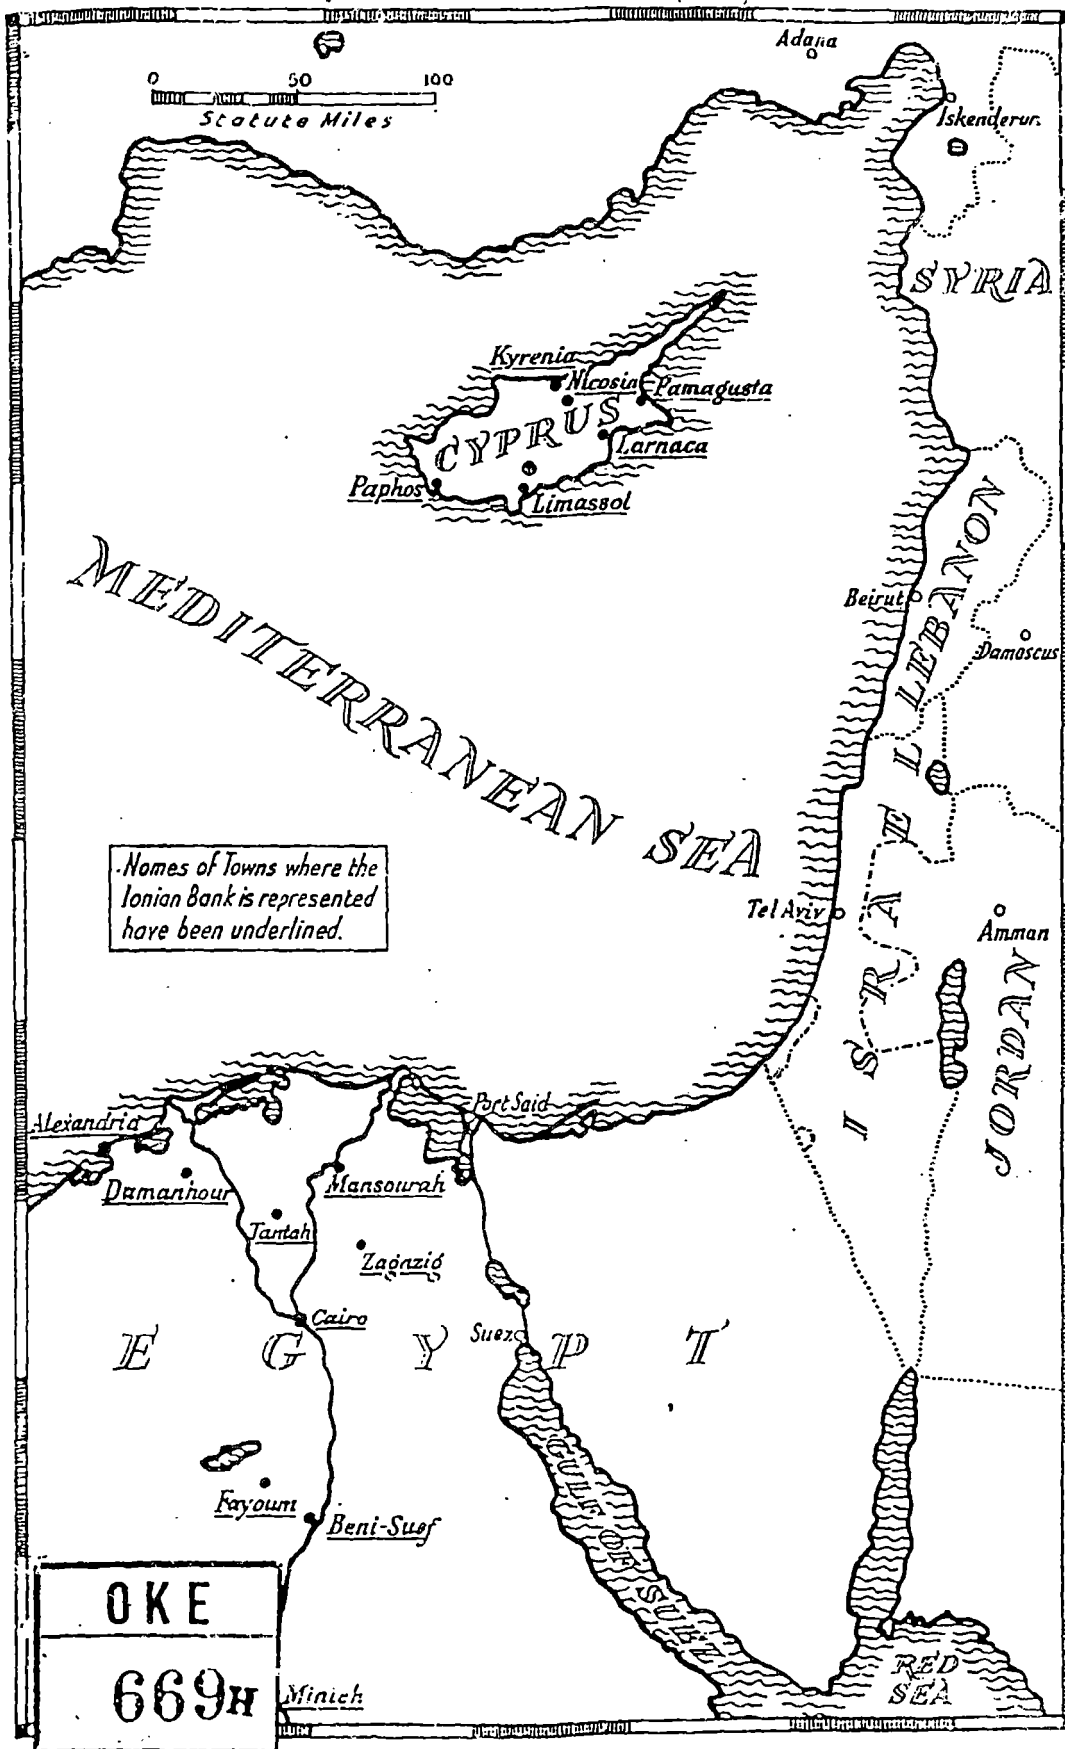 Adana
0 50 100
Statute Miles
Iskenderun
SYRIA
Kyrenia
Nicosia
Pamagusta
CYPRUS
Larnaca
Paphos
Limassol
LEBANON
Beirut
Damascus
MEDITERRANEAN SEA
ISRAEL
Names of Towns where the
Ionian Bank is represented
have been underlined.
Tel Aviv
Amman
JORDAN
Port Said
Alexandria
Damanhour
Mansourah
Tantah
Zagazig
Cairo
Suez
EGYPT
GULF OF SUEZ
Fayoum
Beni-Suef
OKE
669H
Minieh
RED
SEA